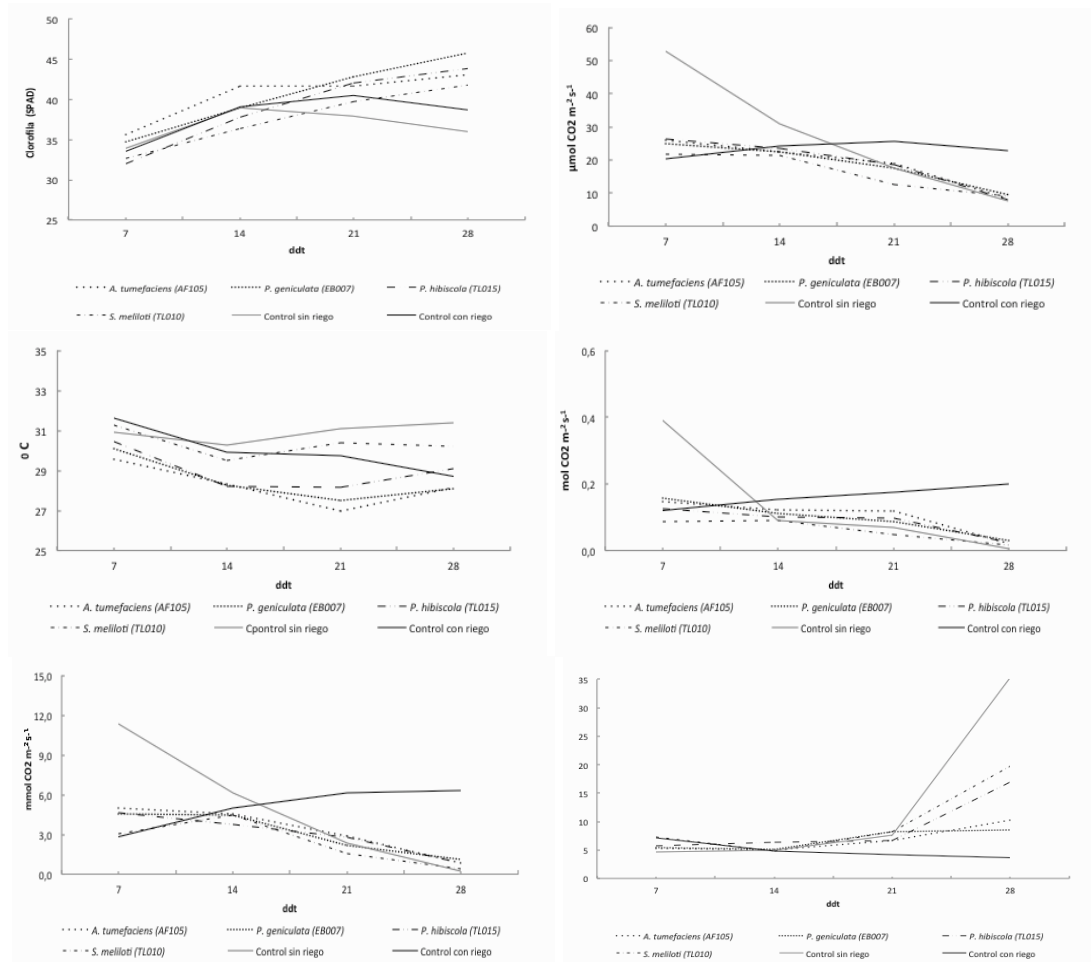 50
45
40
35
30
25
Clorofila (SPAD)
7 14 21 28
ddt
A. tumefaciens (AF105) P. geniculata (EB007) P. hibiscola (TL015)
S. meliloti (TL010) Control sin riego Control con riego
60
50
40
30
20
10
0
µmol CO2 m-² s-¹
7 14 21 28
ddt
A. tumefaciens (AF105) P. geniculata (EB007) P. hibiscola (TL015)
S. meliloti (TL010) Control sin riego Control con riego
35
33
31
29
27
25
0 C
7 14 21 28
ddt
A. tumefaciens (AF105) P. geniculata (EB007) P. hibiscola (TL015)
S. meliloti (TL010) Cpontrol sin riego Control con riego
0,6
0,4
0,2
0,0
mol CO2 m-² s-¹
7 14 21 28
ddt
A. tumefaciens (AF105) P. geniculata (EB007) P. hibiscola (TL015)
S. meliloti (TL010) Control sin riego Control con riego
15,0
12,0
9,0
6,0
3,0
0,0
mmol CO2 m-²s-¹
7 14 21 28
ddt
A. tumefaciens (AF105) P. geniculata (EB007) P. hibiscola (TL015)
S. meliloti (TL010) Control sin riego Control con riego
35
30
25
20
15
10
5
0
7 14 21 28
ddt
A. tumefaciens (AF105) P. geniculata (EB007) P. hibiscola (TL015)
S. meliloti (TL010) Control sin riego Control con riego